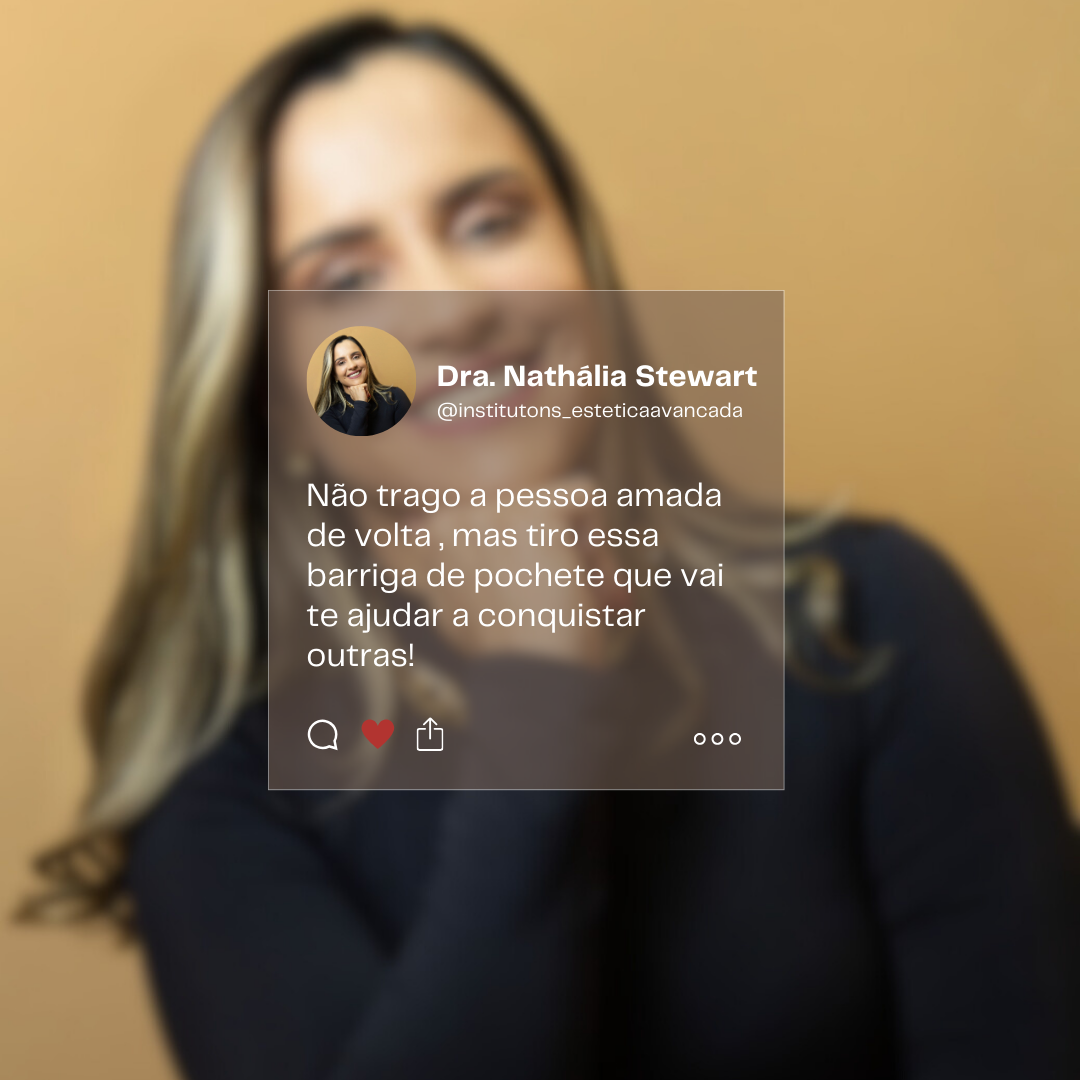 Dra. Nathália Stewart
@institutons_esteticaavancada
Não trago a pessoa amada
de volta , mas tiro essa
barriga de pochete que vai
te ajudar a conquistar
outras!